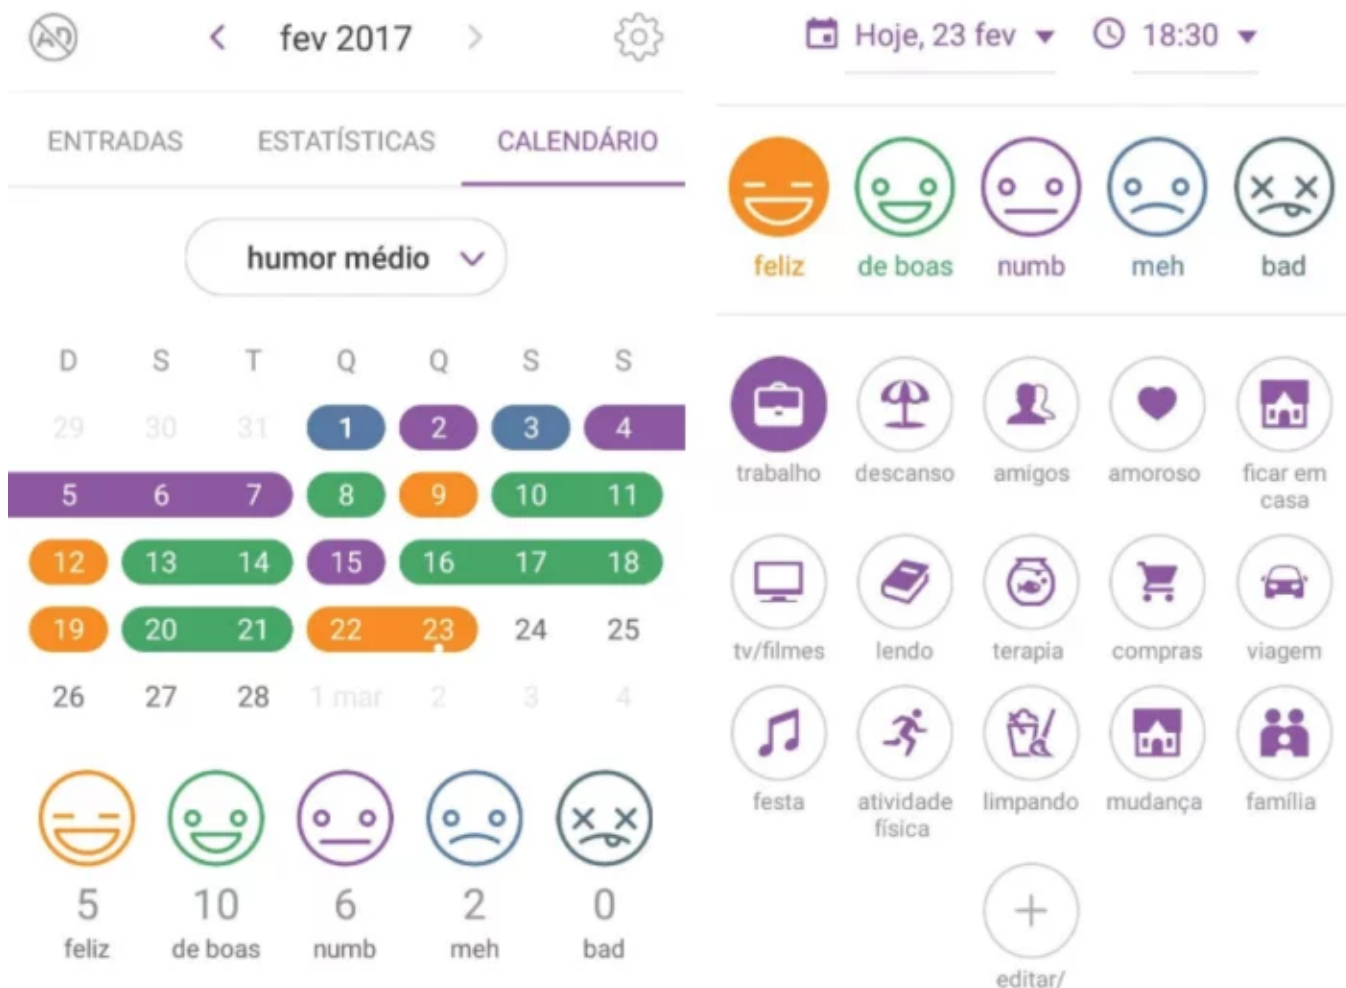 AD
fev 2017
ENTRADAS ESTATÍSTICAS CALENDÁRIO
humor médio
D S T Q Q S S
29 30 31 1 2 3 4
5 6 7 8 9 10 11
12 13 14 15 16 17 18
19 20 21 22 23 24 25
26 27 28 1 mar 2 3 4
5 10 6 2 0
feliz de boas numb meh bad
Hoje, 23 fev 18:30
feliz de boas numb meh bad
trabalho descanso amigos amoroso ficar em
casa
tv/filmes lendo terapia compras viagem
festa atividade limpando mudança família
física
editar/